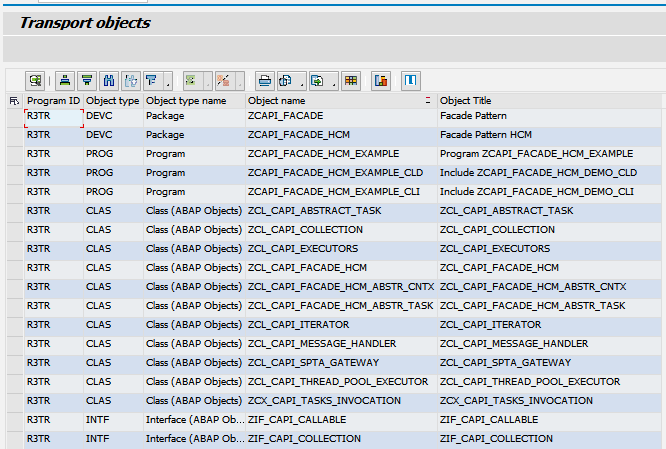 Transport objects
Program ID Object type Object type name Object name Object Title
R3TR DEVC Package ZCAPI_FACADE Facade Pattern
R3TR DEVC Package ZCAPI_FACADE_HCM Facade Pattern HCM
R3TR PROG Program ZCAPI_FACADE_HCM_EXAMPLE Program ZCAPI_FACADE_HCM_EXAMPLE
R3TR PROG Program ZCAPI_FACADE_HCM_EXAMPLE_CLD Include ZCAPI_FACADE_HCM_DEMO_CLD
R3TR PROG Program ZCAPI_FACADE_HCM_EXAMPLE_CLI Include ZCAPI_FACADE_HCM_DEMO_CLI
R3TR CLAS Class (ABAP Objects) ZCL_CAPI_ABSTRACT_TASK ZCL_CAPI_ABSTRACT_TASK
R3TR CLAS Class (ABAP Objects) ZCL_CAPI_COLLECTION ZCL_CAPI_COLLECTION
R3TR CLAS Class (ABAP Objects) ZCL_CAPI_EXECUTORS ZCL_CAPI_EXECUTORS
R3TR CLAS Class (ABAP Objects) ZCL_CAPI_FACADE_HCM ZCL_CAPI_FACADE_HCM
R3TR CLAS Class (ABAP Objects) ZCL_CAPI_FACADE_HCM_ABSTR_CNTX ZCL_CAPI_FACADE_HCM_ABSTR_CNTX
R3TR CLAS Class (ABAP Objects) ZCL_CAPI_FACADE_HCM_ABSTR_TASK ZCL_CAPI_FACADE_HCM_ABSTR_TASK
R3TR CLAS Class (ABAP Objects) ZCL_CAPI_ITERATOR ZCL_CAPI_ITERATOR
R3TR CLAS Class (ABAP Objects) ZCL_CAPI_MESSAGE_HANDLER ZCL_CAPI_MESSAGE_HANDLER
R3TR CLAS Class (ABAP Objects) ZCL_CAPI_SPTA_GATEWAY ZCL_CAPI_SPTA_GATEWAY
R3TR CLAS Class (ABAP Objects) ZCL_CAPI_THREAD_POOL_EXECUTOR ZCL_CAPI_THREAD_POOL_EXECUTOR
R3TR CLAS Class (ABAP Objects) ZCX_CAPI_TASKS_INVOCATION ZCX_CAPI_TASKS_INVOCATION
R3TR INTF Interface (ABAP Ob... ZIF_CAPI_CALLABLE ZIF_CAPI_CALLABLE
R3TR INTF Interface (ABAP Ob... ZIF_CAPI_COLLECTION ZIF_CAPI_COLLECTION